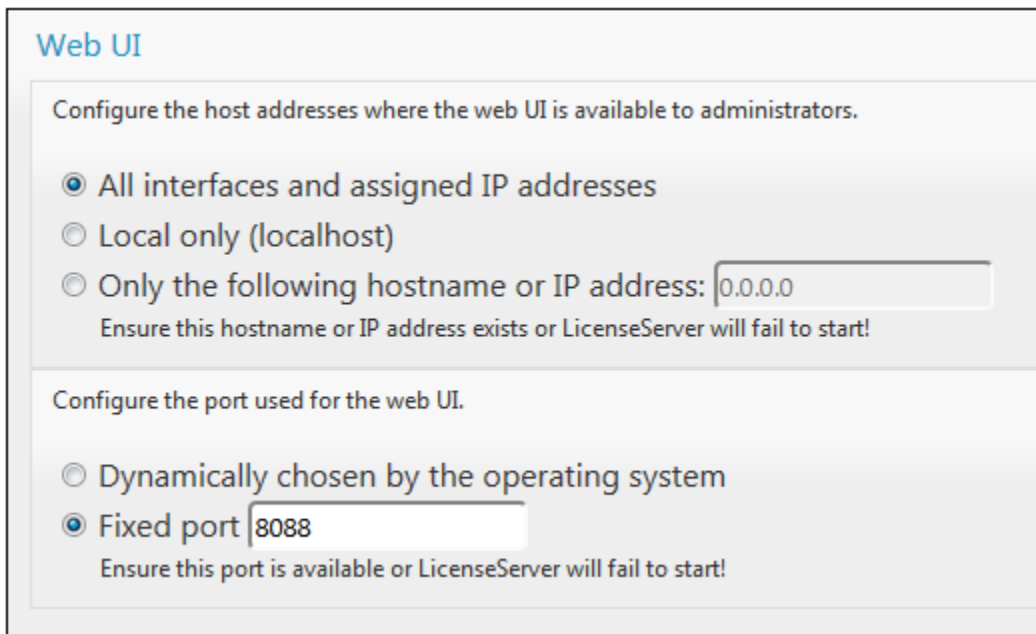 Web UI
Configure the host addresses where the web UI is available to administrators.
All interfaces and assigned IP addresses
Local only (localhost)
Only the following hostname or IP address: 0.0.0.0
Ensure this hostname or IP address exists or LicenseServer will fail to start!
Configure the port used for the web UI.
Dynamically chosen by the operating system
Fixed port 8088
Ensure this port is available or LicenseServer will fail to start!